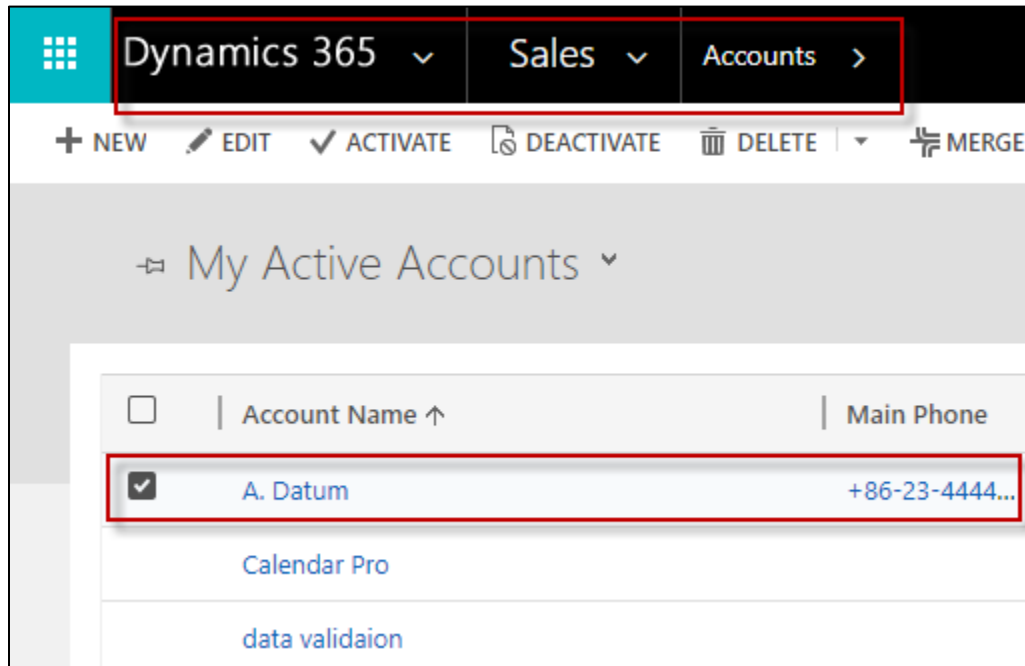 Dynamics 365 Sales Accounts
NEW EDIT ACTIVATE DEACTIVATE DELETE MERGE
My Active Accounts
Account Name Main Phone
A. Datum +86-23-4444...
Calendar Pro
data validaion